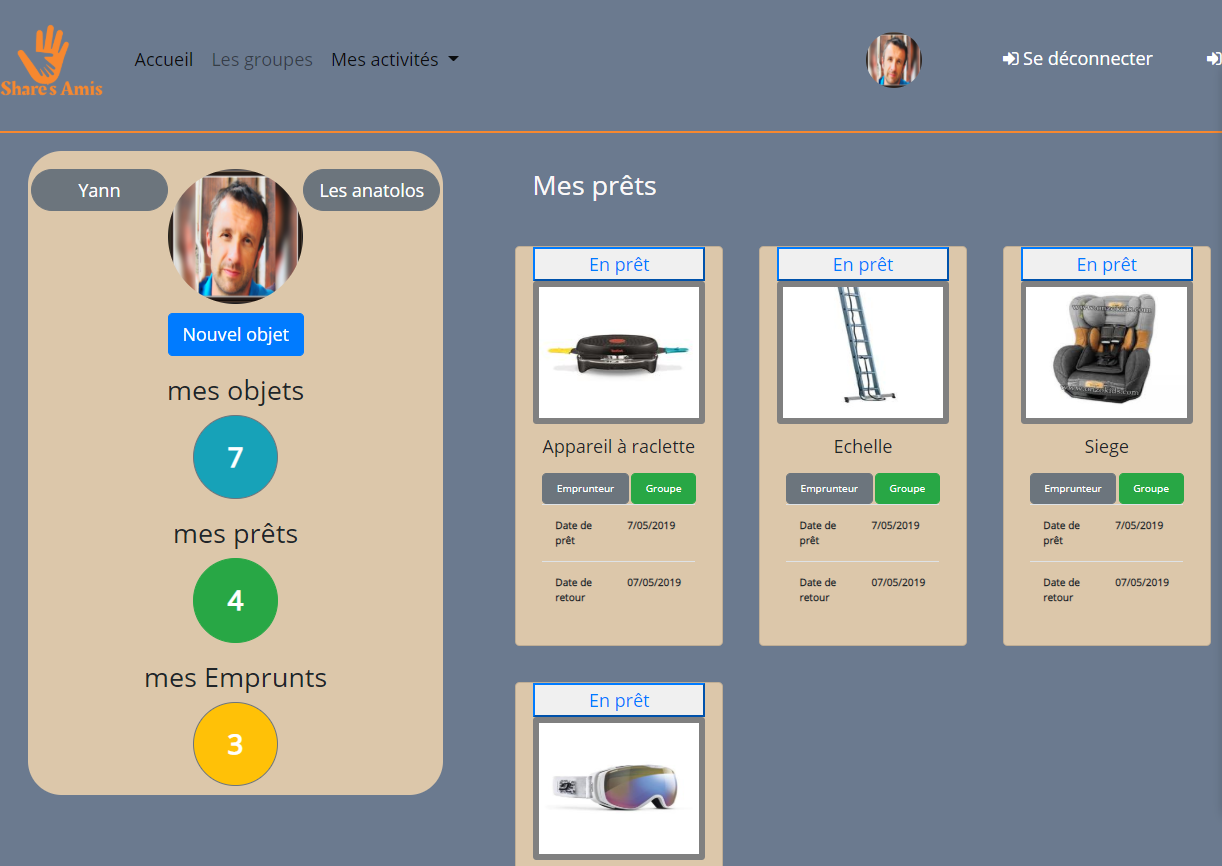 Share's Amis
Accueil
Les groupes
Mes activités
Se déconnecter
Yann
Les anatolos
Nouvel objet
mes objets
7
mes prêts
4
mes Emprunts
3
Mes prêts
En prêt
Appareil à raclette
Emprunteur
Groupe
Date de
prêt
7/05/2019
Date de
retour
07/05/2019
En prêt
Echelle
Emprunteur
Groupe
Date de
prêt
7/05/2019
Date de
retour
07/05/2019
En prêt
Siege
Emprunteur
Groupe
Date de
prêt
7/05/2019
Date de
retour
07/05/2019
En prêt